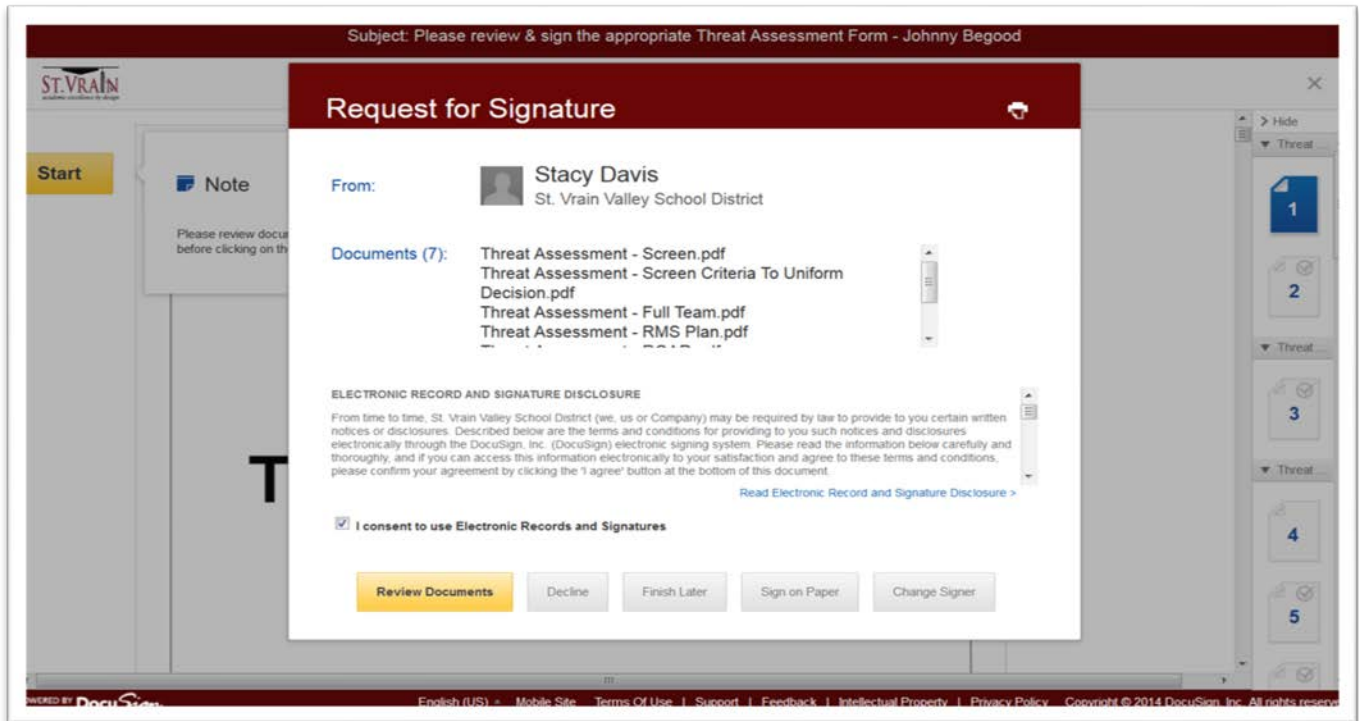 Subject: Please review & sign the appropriate Threat Assessment Form - Johnny Begood
ST. VRAIN
academic excellence by design
Request for Signature
> Hide
Threat ...
Start
Note
Please review docu
before clicking on th
From:
Stacy Davis
St. Vrain Valley School District
1
Documents (7):
Threat Assessment - Screen.pdf
Threat Assessment - Screen Criteria To Uniform
Decision.pdf
Threat Assessment - Full Team.pdf
Threat Assessment - RMS Plan.pdf
2
Threat ...
ELECTRONIC RECORD AND SIGNATURE DISCLOSURE
From time to time, St. Vrain Valley School District (we, us or Company) may be required by law to provide to you certain written
notices or disclosures. Described below are the terms and conditions for providing to you such notices and disclosures
electronically through the DocuSign, Inc. (DocuSign) electronic signing system. Please read the information below carefully and
thoroughly, and if you can access this information electronically to your satisfaction and agree to these terms and conditions,
please confirm your agreement by clicking the 'I agree' button at the bottom of this document.
3
Threat ...
T
Read Electronic Record and Signature Disclosure >
I consent to use Electronic Records and Signatures
4
Review Documents
Decline
Finish Later
Sign on Paper
Change Signer
5
POWERED BY DocuSign
English (US) Mobile Site Terms Of Use | Support | Feedback | Intellectual Property | Privacy Policy Copyright © 2014 DocuSign, Inc. All rights reserve